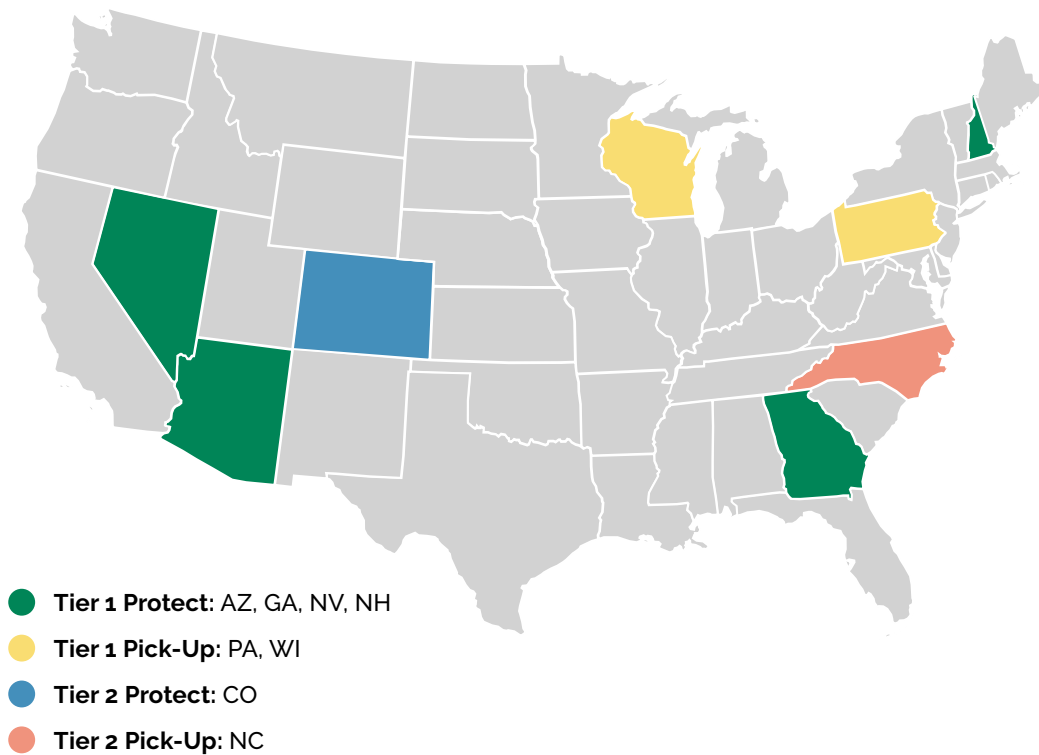 Tier 1 Protect: AZ, GA, NV, NH
Tier 1 Pick-Up: PA, WI
Tier 2 Protect: CO
Tier 2 Pick-Up: NC